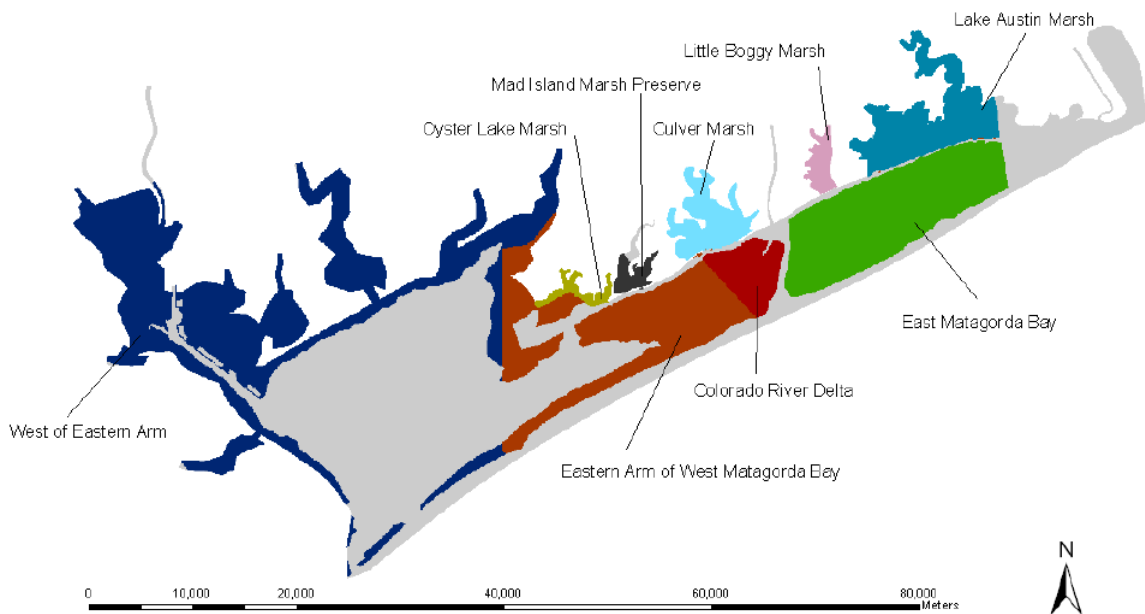 Lake Austin Marsh
Little Boggy Marsh
Mad Island Marsh Preserve
Oyster Lake Marsh
Culver Marsh
East Matagorda Bay
Colorado River Delta
West of Eastern Arm
Eastern Arm of West Matagorda Bay
N
0 10,000 20,000 40,000 60,000 80,000
Meters